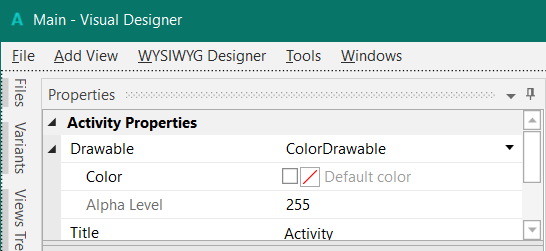 A Main - Visual Designer
File Add View WYSIWYG Designer Tools Windows
Files
Variants
Views Tre
Properties
Activity Properties
Drawable ColorDrawable
Color Default color
Alpha Level 255
Title Activity